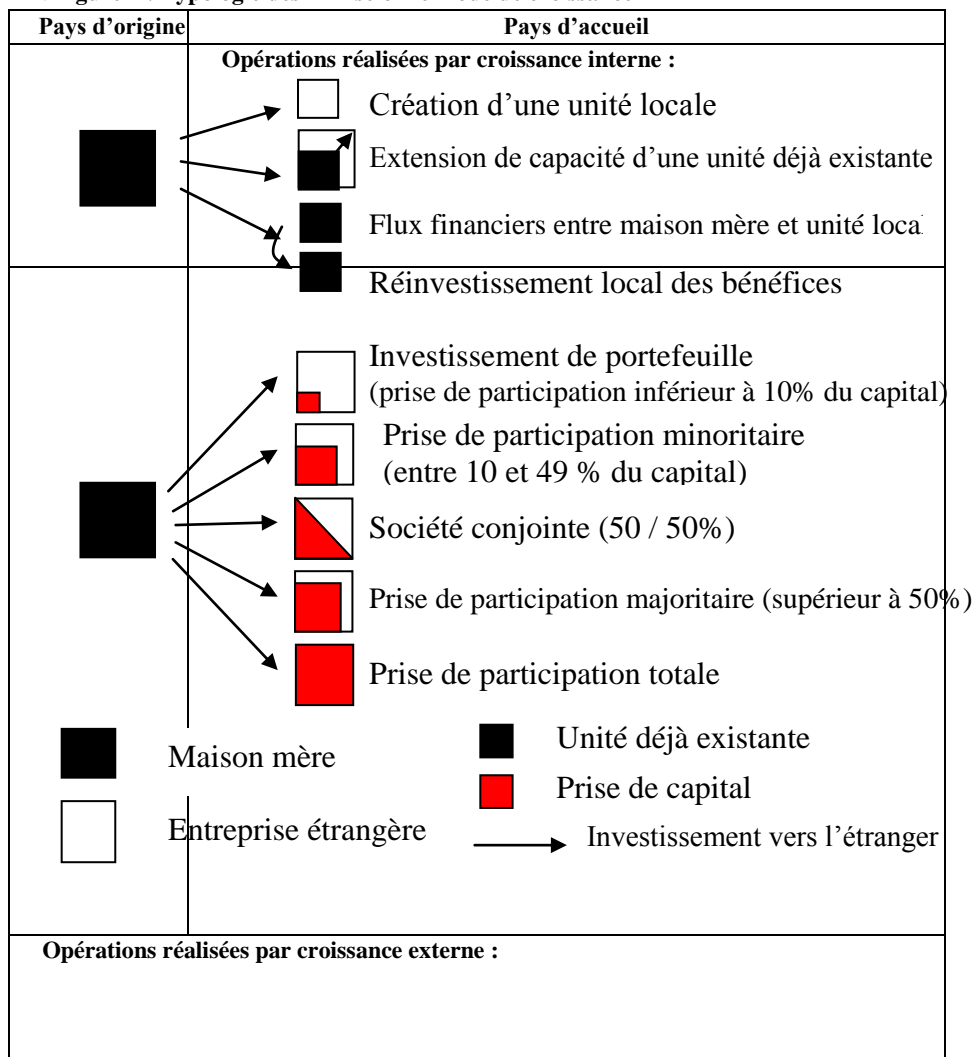 Pays d’origine
Pays d’accueil
Opérations réalisées par croissance interne :
Création d’une unité locale
Extension de capacité d’une unité déjà existante
Flux financiers entre maison mère et unité local
Réinvestissement local des bénéfices
Investissement de portefeuille
(prise de participation inférieur à 10% du capital)
Prise de participation minoritaire
(entre 10 et 49 % du capital)
Société conjointe (50 / 50%)
Prise de participation majoritaire (supérieur à 50%)
Prise de participation totale
Maison mère
Unité déjà existante
Prise de capital
Entreprise étrangère
Investissement vers l’étranger
Opérations réalisées par croissance externe :